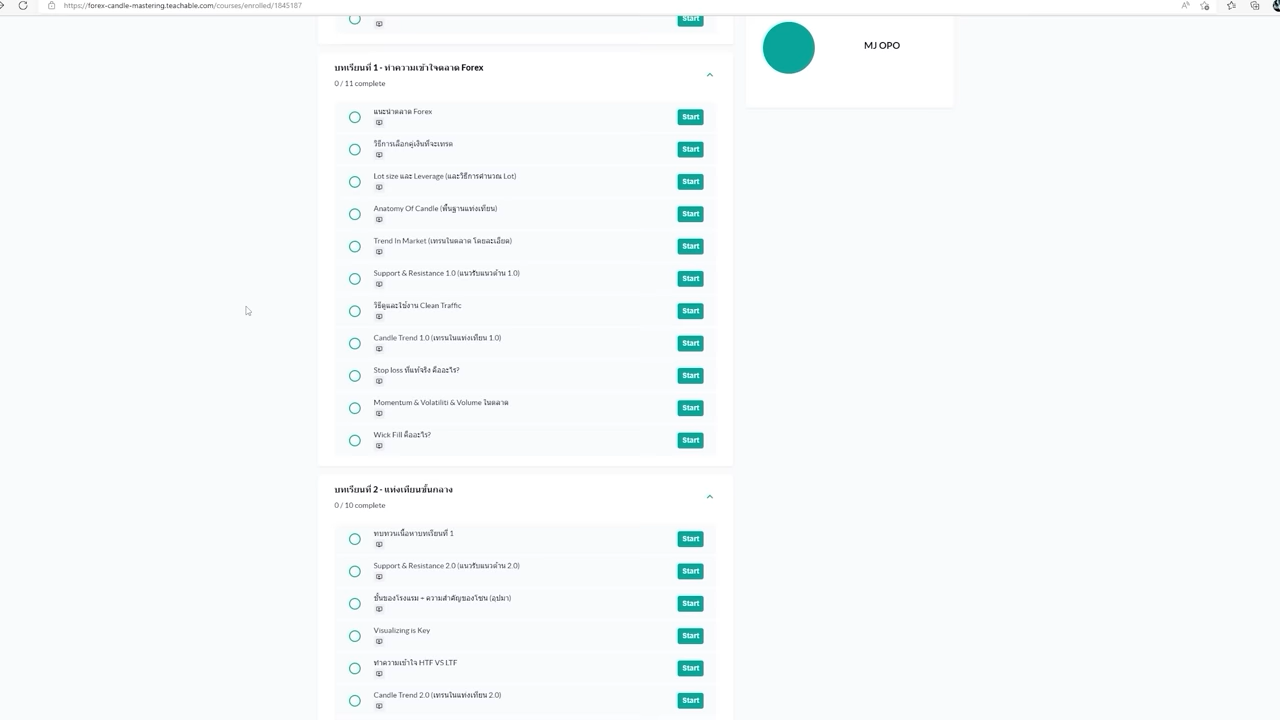 https://forex-candle-mastering.teachable.com/courses/enrolled/1845187
Start
MJ OPO
บทเรียนที่ 1 - ทำความเข้าใจตลาด Forex
0 / 11 complete
แนะนำตลาด Forex
Start
วิธีการเลือกคู่เงินที่จะเทรด
Start
Lot size และ Leverage (และวิธีการคำนวณ Lot)
Start
Anatomy Of Candle (พื้นฐานแท่งเทียน)
Start
Trend In Market (เทรนในตลาด โดยละเอียด)
Start
Support & Resistance 1.0 (แนวรับแนวต้าน 1.0)
Start
วิธีดูและใช้งาน Clean Traffic
Start
Candle Trend 1.0 (เทรนในแท่งเทียน 1.0)
Start
Stop loss ที่แท้จริง คืออะไร?
Start
Momentum & Volatiliti & Volume ในตลาด
Start
Wick Fill คืออะไร?
Start
บทเรียนที่ 2 - แท่งเทียนขั้นกลาง
0 / 10 complete
ทบทวนเนื้อหาบทเรียนที่ 1
Start
Support & Resistance 2.0 (แนวรับแนวต้าน 2.0)
Start
ชั้นของโรงแรม = ความสำคัญของโซน (อุปมา)
Start
Visualizing is Key
Start
ทำความเข้าใจ HTF VS LTF
Start
Candle Trend 2.0 (เทรนในแท่งเทียน 2.0)
Start